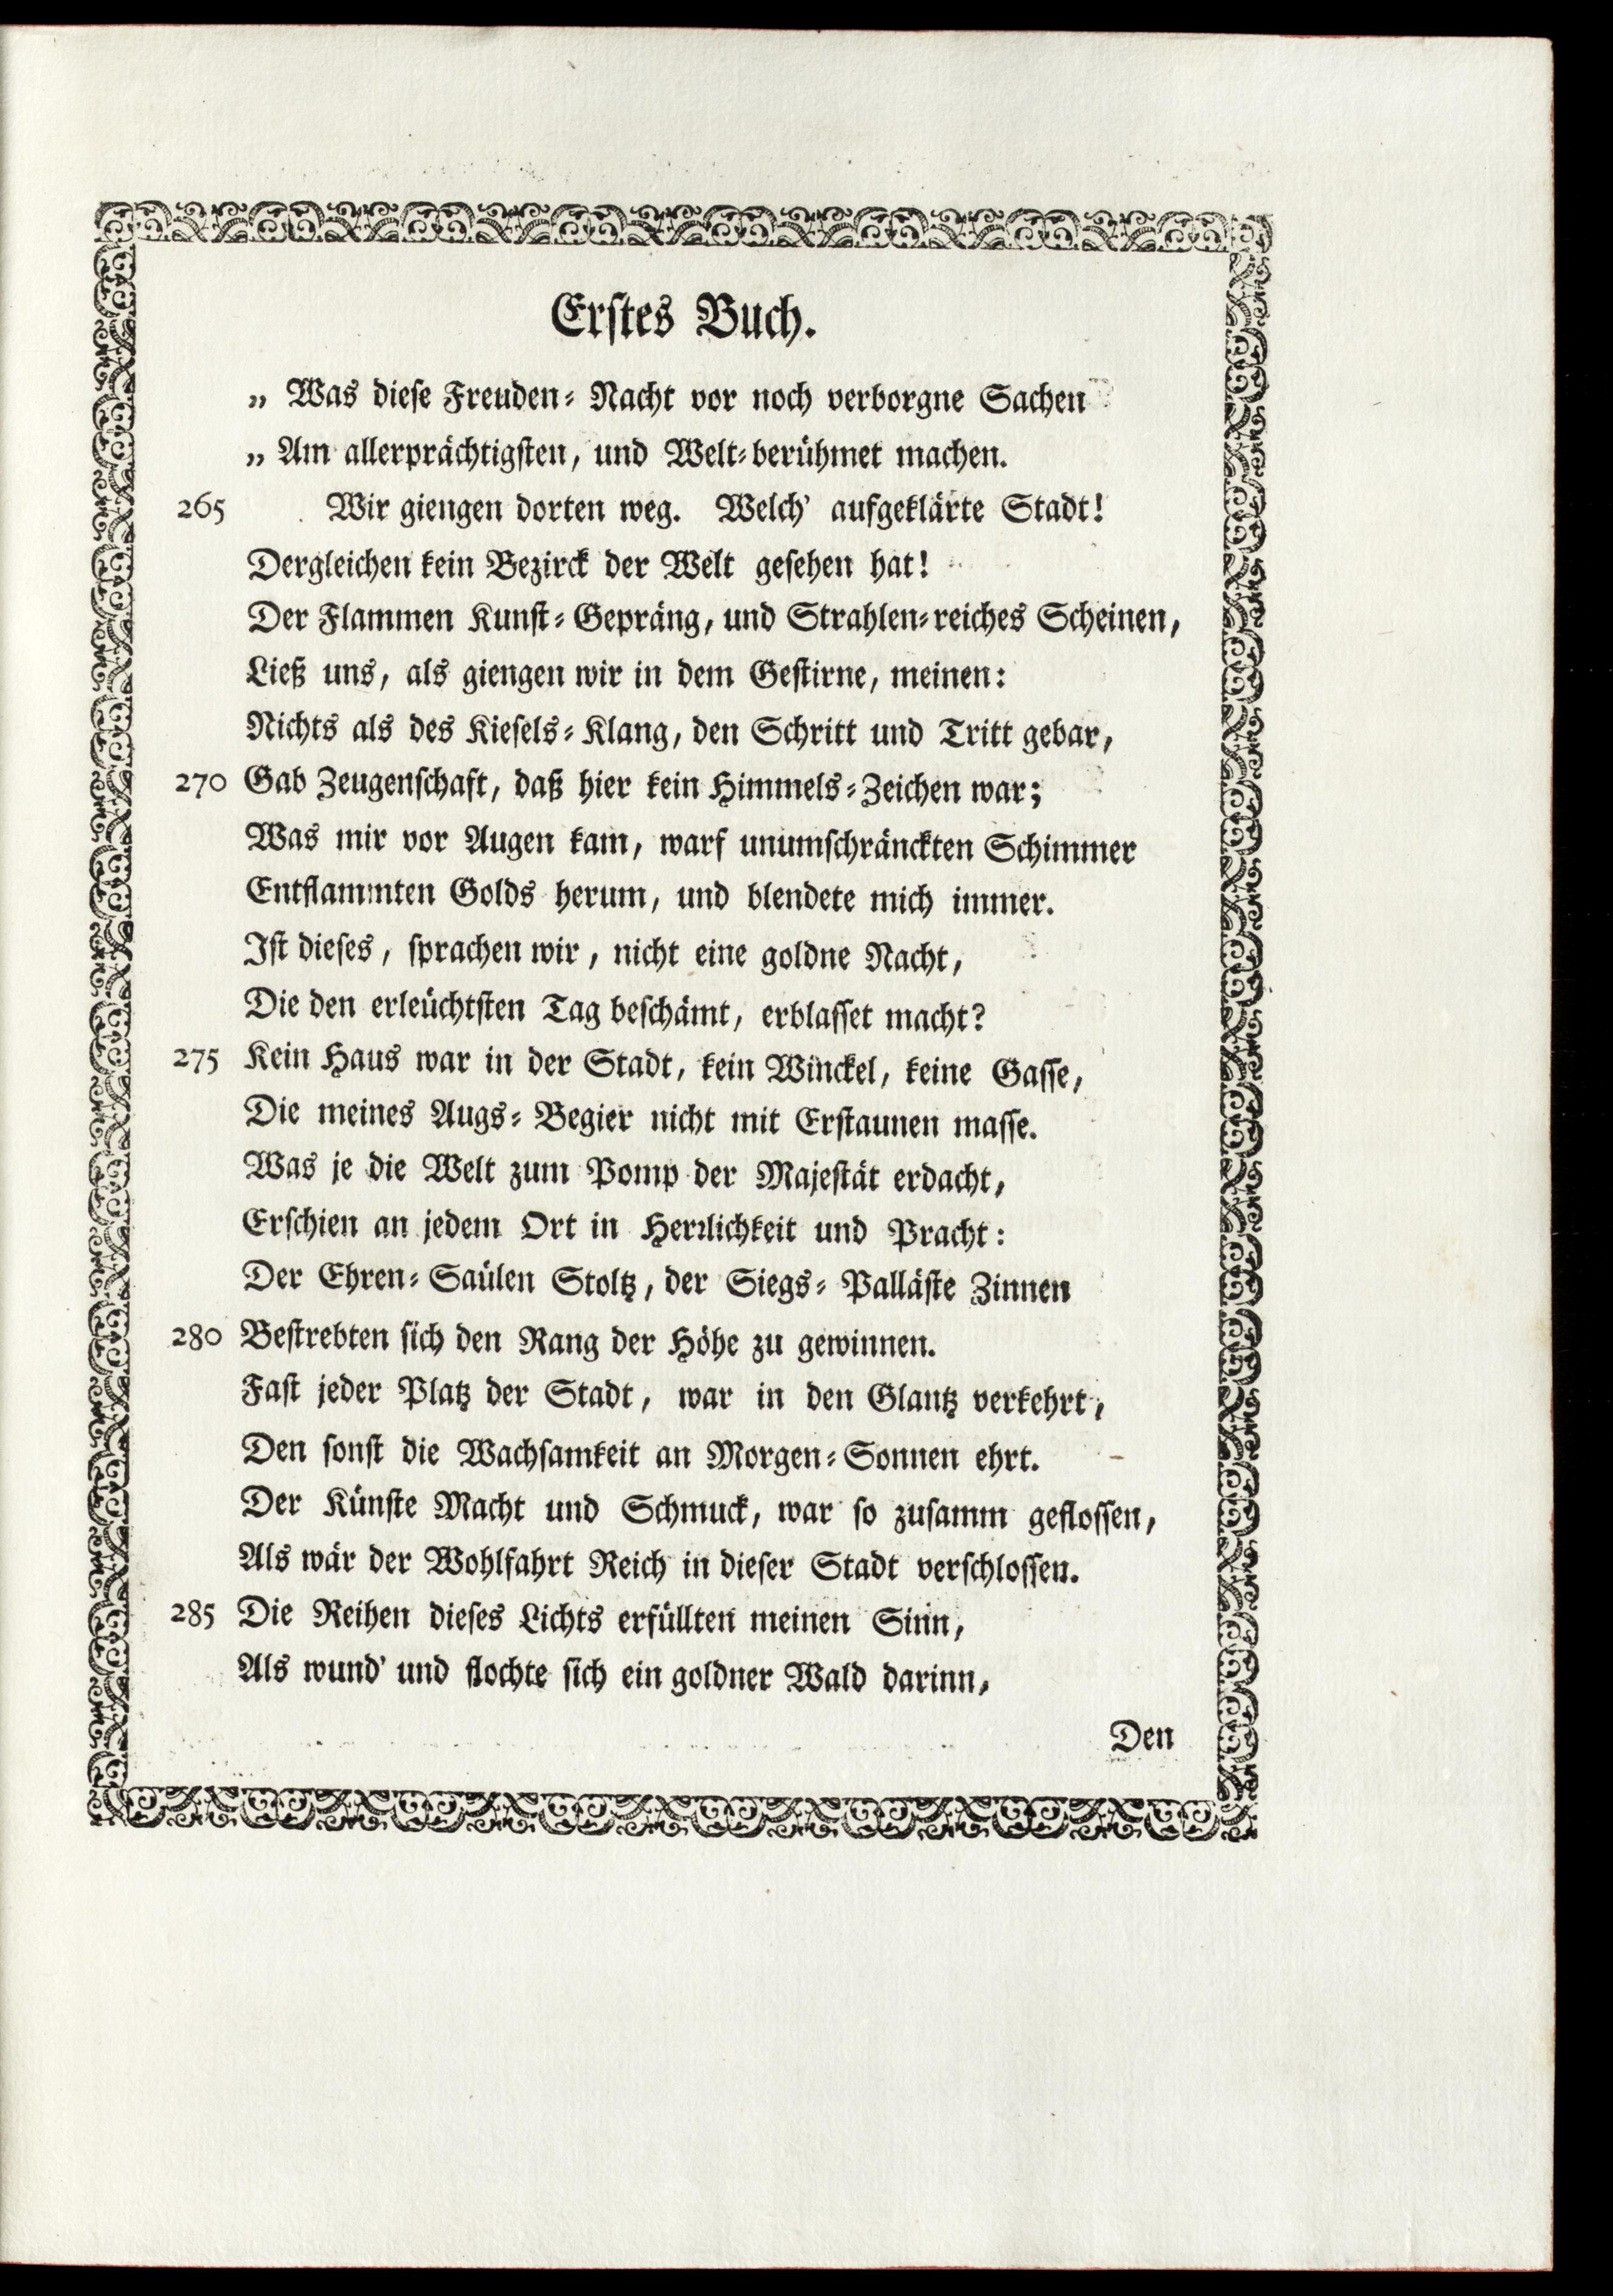 Erstes Buch.
„ Was diese Freuden-Nacht vor noch verborgne Sachen
„ Am allerprächtigsten, und Welt-berühmet machen.
265 Wir giengen dorten weg. Welch' aufgeklärte Stadt!
Dergleichen kein Bezirck der Welt gesehen hat!
Der Flammen Kunst-Gepräng, und Strahlen-reiches Scheinen,
Ließ uns, als giengen wir in dem Gestirne, meinen:
Nichts als des Kiesels-Klang, den Schritt und Tritt gebar,
270 Gab Zeugenschaft, daß hier kein Himmels-Zeichen war;
Was mir vor Augen kam, warf unumschränckten Schimmer
Entflammten Golds herum, und blendete mich immer.
Ist dieses, sprachen wir, nicht eine goldne Nacht,
Die den erleüchtsten Tag beschämt, erblasset macht?
275 Kein Haus war in der Stadt, kein Winckel, keine Gasse,
Die meines Augs-Begier nicht mit Erstaunen masse.
Was je die Welt zum Pomp der Majestät erdacht,
Erschien an jedem Ort in Herrlichkeit und Pracht:
Der Ehren-Saülen Stoltz, der Siegs-Palläste Zinnen
280 Bestrebten sich den Rang der Höhe zu gewinnen.
Fast jeder Platz der Stadt, war in den Glantz verkehrt,
Den sonst die Wachsamkeit an Morgen-Sonnen ehrt.
Der Künste Macht und Schmuck, war so zusamm geflossen,
Als wär der Wohlfahrt Reich in dieser Stadt verschlossen.
285 Die Reihen dieses Lichts erfüllten meinen Sinn,
Als wund' und flochte sich ein goldner Wald darinn,
Den